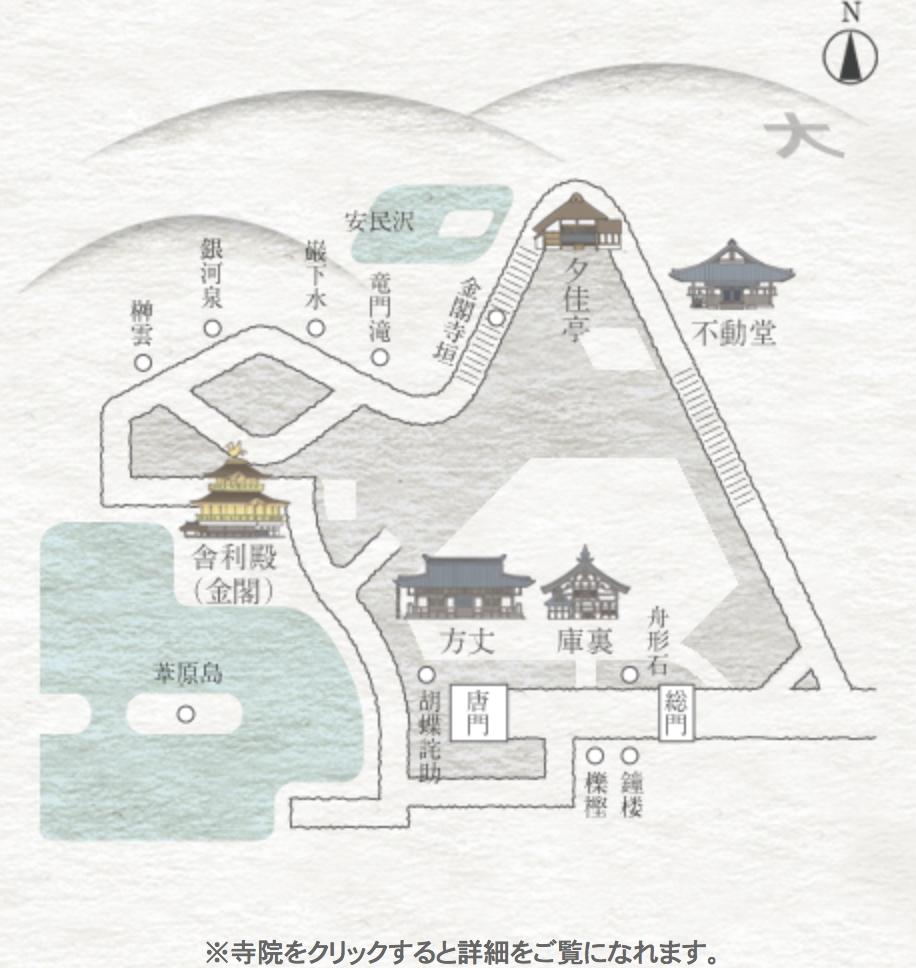 N
大
安民沢
銀河泉
巌下水
竜門滝
榊雲
金閣寺垣
夕佳亭
不動堂
舎利殿
（金閣）
方丈
庫裏
舟形石
葦原島
胡蝶詫助
唐門
総門
櫟樫
鐘楼
※寺院をクリックすると詳細をご覧になれます。